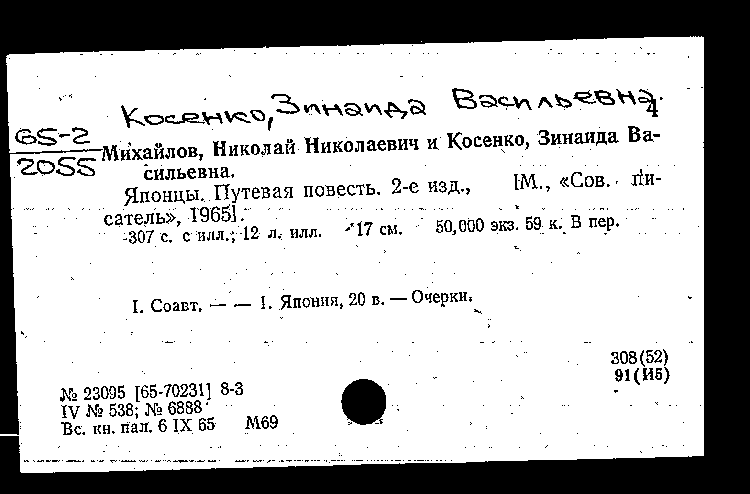 Косенко, Зинаида Васильевна.
4
65-2
2055
Михайлов, Николай Николаевич и Косенко, Зинаида Ва-
сильевна.
Японцы. Путевая повесть. 2-е изд., [М., «Сов. пи-
сатель», 1965].
307 с. с илл.; 12 л. илл. 17 см. 50,000 экз. 59 к. В пер.
I. Соавт. — — 1. Япония, 20 в. — Очерки.
308(52)
91(И5)
№ 23095 [65-70231] 8-3
IV № 538; № 6888
Вс. кн. пал. 6 IX 65 М69